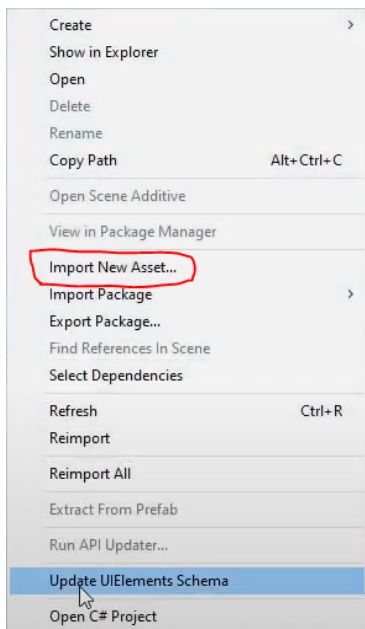 Create >
Show in Explorer
Open
Delete
Rename
Copy Path Alt+Ctrl+C
Open Scene Additive
View in Package Manager
Import New Asset...
Import Package >
Export Package...
Find References In Scene
Select Dependencies
Refresh Ctrl+R
Reimport
Reimport All
Extract From Prefab
Run API Updater...
Update UIElements Schema
Open C# Project